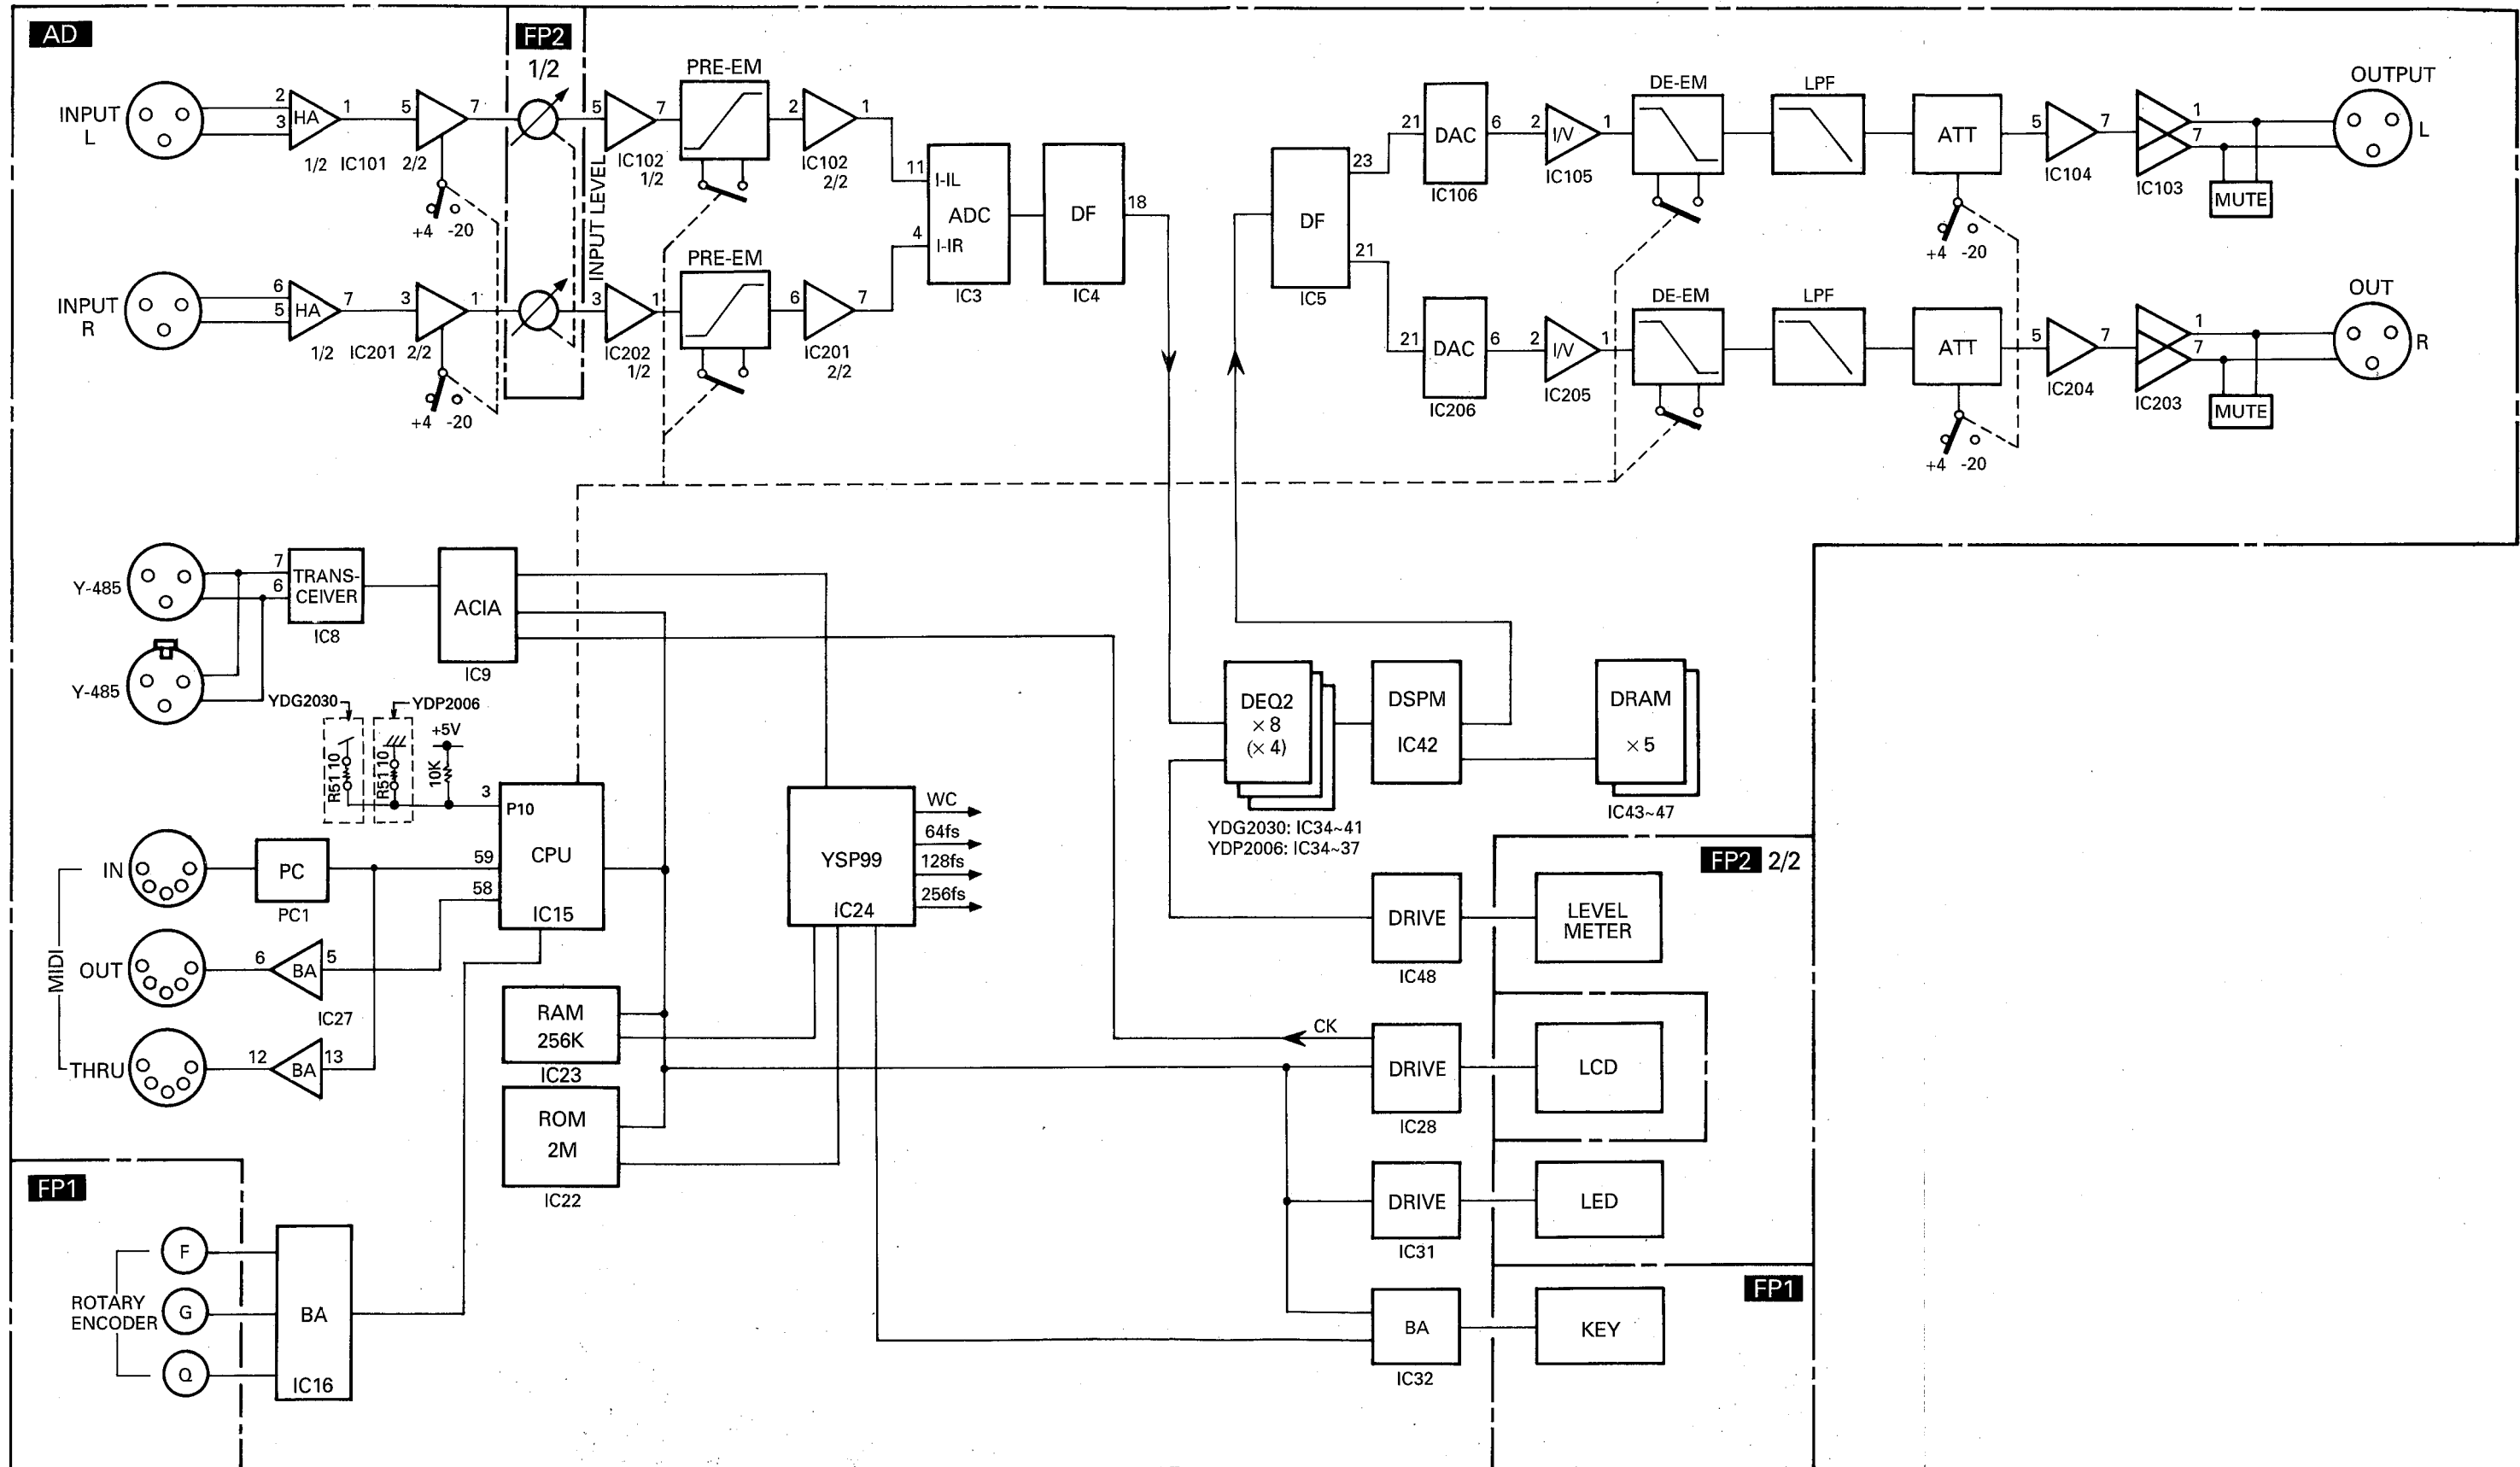 AD
FP2
1/2
INPUT
L
2
3
HA
1
1/2
IC101
5
7
2/2
+4
-20
INPUT LEVEL
5
7
IC102
1/2
PRE-EM
2
1
IC102
2/2
INPUT
R
6
5
HA
7
1/2
IC201
3
1
2/2
+4
-20
3
1
IC202
1/2
PRE-EM
6
7
IC201
2/2
11
I-IL
ADC
4
I-IR
IC3
DF
18
IC4
DF
23
21
IC5
21
DAC
6
IC106
2
I/V
1
IC105
DE-EM
LPF
ATT
+4
-20
5
7
IC104
1
7
IC103
MUTE
OUTPUT
L
21
DAC
6
IC206
2
I/V
1
IC205
DE-EM
LPF
ATT
+4
-20
5
7
IC204
1
7
IC203
MUTE
OUT
R
Y-485
7
6
TRANS-
CEIVER
IC8
ACIA
IC9
Y-485
YDG2030
YDP2006
R51 10
R51 10
+5V
10K
3
P10
59
CPU
58
IC15
MIDI
IN
PC
PC1
OUT
6
BA
5
IC27
THRU
12
BA
13
RAM
256K
IC23
ROM
2M
IC22
YSP99
IC24
WC
64fs
128fs
256fs
DEQ2
× 8
(× 4)
YDG2030: IC34~41
YDP2006: IC34~37
DSPM
IC42
DRAM
× 5
IC43~47
FP2
2/2
DRIVE
IC48
LEVEL
METER
CK
DRIVE
IC28
LCD
DRIVE
IC31
LED
FP1
BA
IC32
KEY
FP1
ROTARY
ENCODER
F
G
Q
BA
IC16